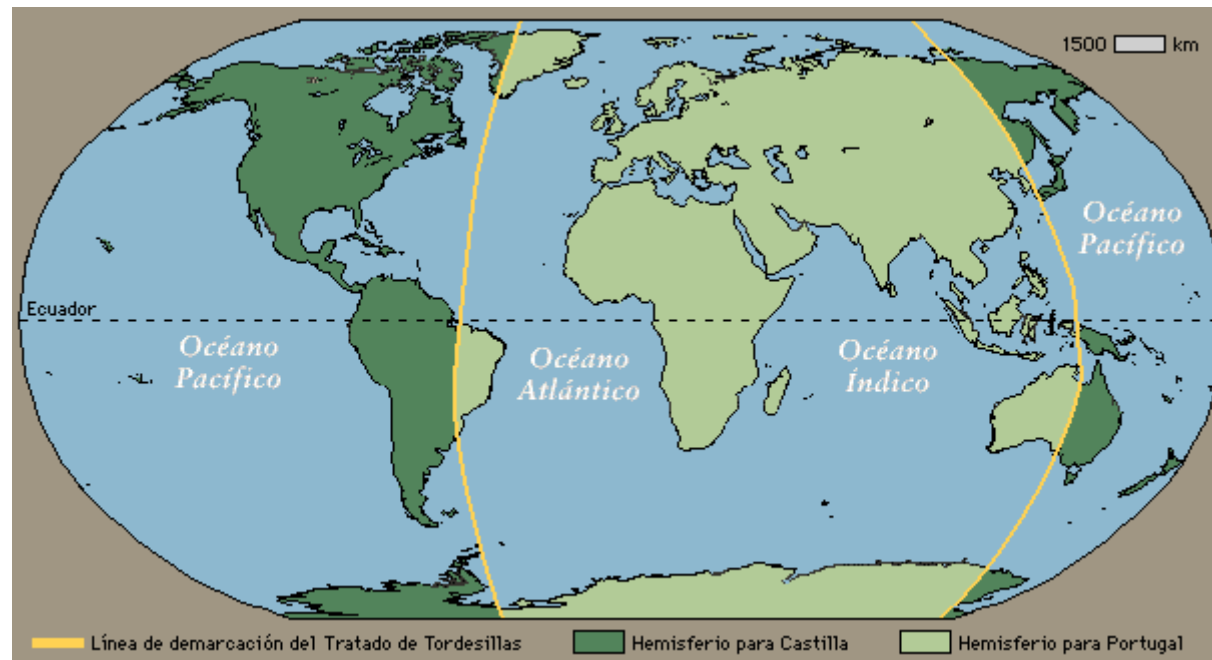 1500 km
Océano
Pacífico
Ecuador
Océano
Pacífico
Océano
Atlántico
Océano
Índico
Línea de demarcación del Tratado de Tordesillas
Hemisferio para Castilla
Hemisferio para Portugal